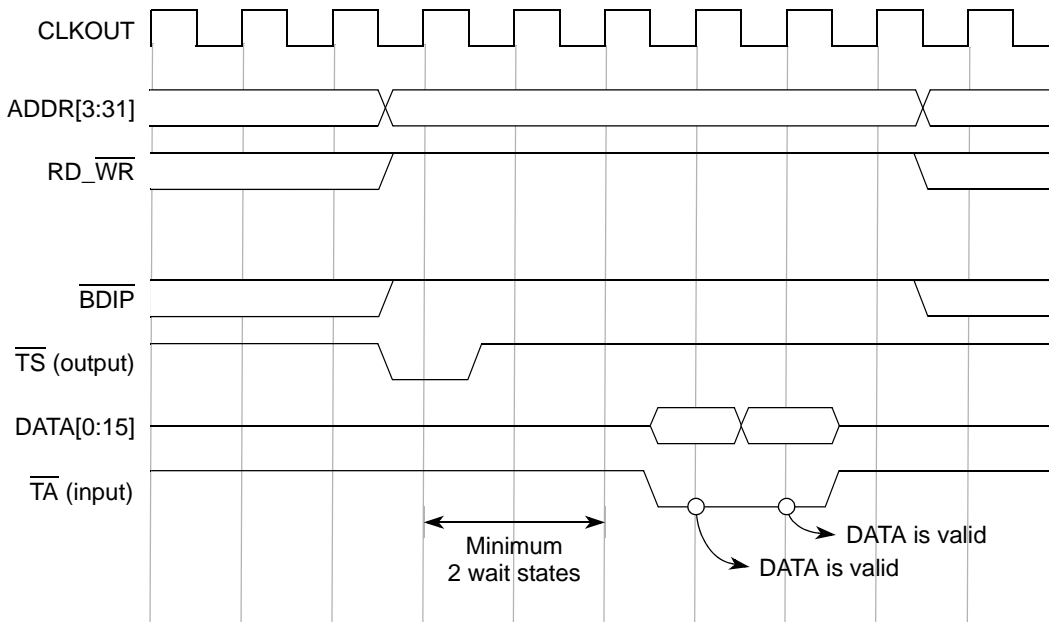 CLKOUT
ADDR[3:31]
RD_WR
BDIP
TS (output)
DATA[0:15]
TA (input)
Minimum
2 wait states
DATA is valid
DATA is valid